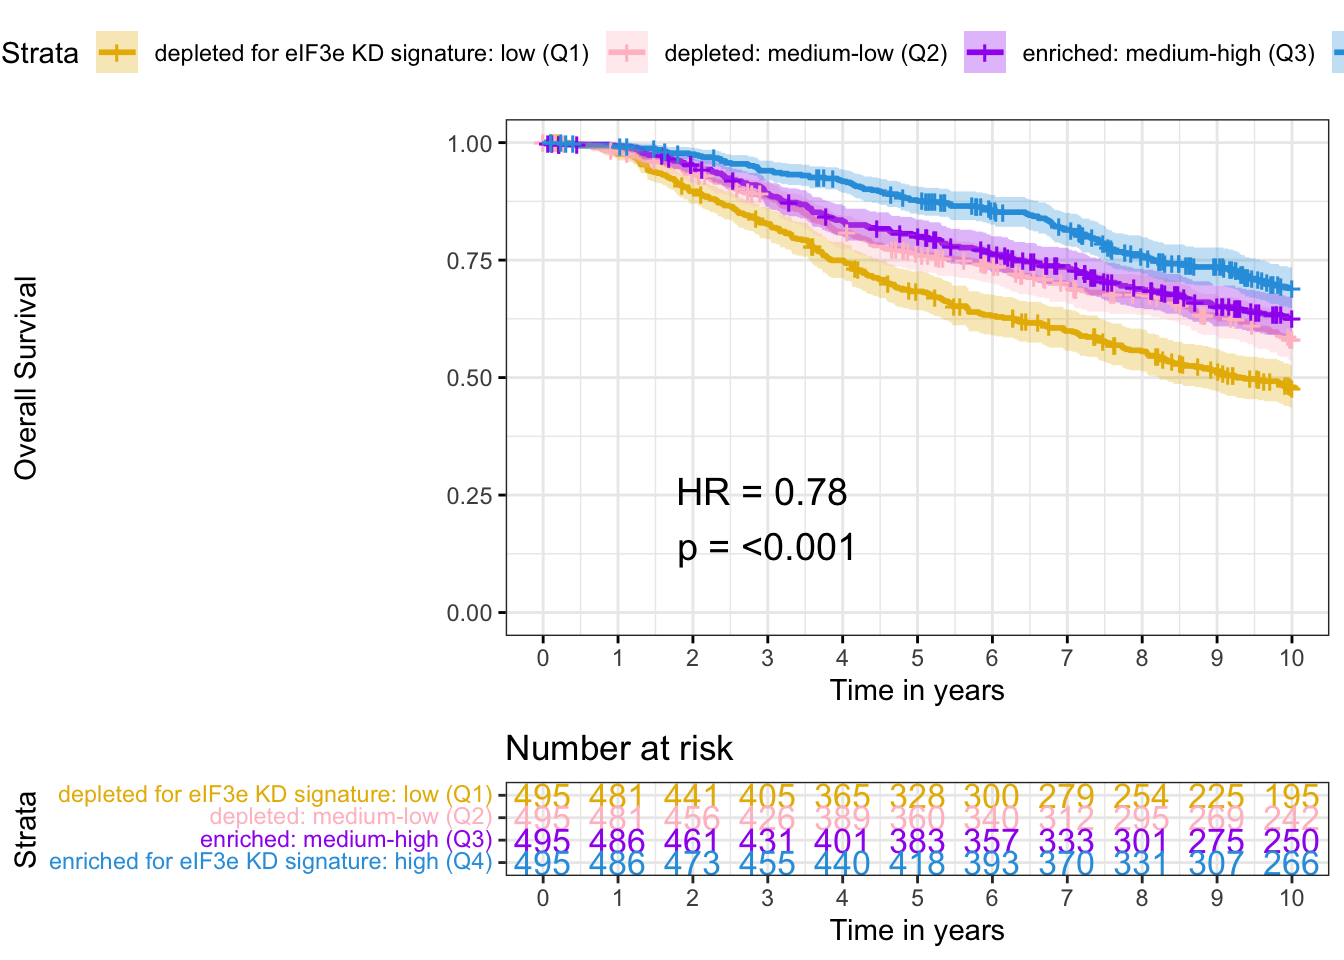 Strata depleted for eIF3e KD signature: low (Q1) depleted: medium-low (Q2) enriched: medium-high (Q3)
Overall Survival
1.00
0.75
0.50
0.25
0.00
HR = 0.78
p = <0.001
0 1 2 3 4 5 6 7 8 9 10
Time in years
Number at risk
Strata
depleted for eIF3e KD signature: low (Q1) 495 481 441 405 365 328 300 279 254 225 195
depleted: medium-low (Q2) 495 481 456 426 389 360 340 312 295 269 242
enriched: medium-high (Q3) 495 486 461 431 401 383 357 333 301 275 250
enriched for eIF3e KD signature: high (Q4) 495 486 473 455 440 418 393 370 331 307 266
0 1 2 3 4 5 6 7 8 9 10
Time in years